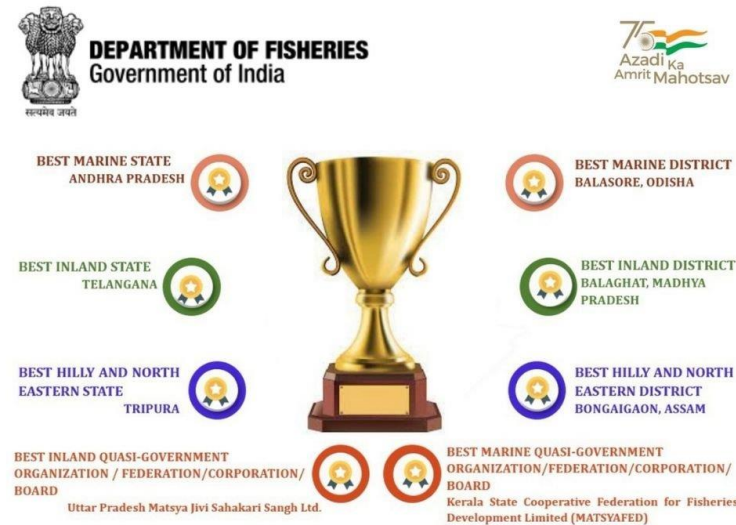 सत्यमेव जयते
DEPARTMENT OF FISHERIES
Government of India
75
Azadi Ka
Amrit Mahotsav
BEST MARINE STATE
ANDHRA PRADESH
BEST MARINE DISTRICT
BALASORE, ODISHA
BEST INLAND STATE
TELANGANA
BEST INLAND DISTRICT
BALAGHAT, MADHYA
PRADESH
BEST HILLY AND NORTH
EASTERN STATE
TRIPURA
BEST HILLY AND NORTH
EASTERN DISTRICT
BONGAIGAON, ASSAM
BEST INLAND QUASI-GOVERNMENT
ORGANIZATION / FEDERATION/CORPORATION/
BOARD
Uttar Pradesh Matsya Jivi Sahakari Sangh Ltd.
BEST MARINE QUASI-GOVERNMENT
ORGANIZATION/FEDERATION/CORPORATION/
BOARD
Kerala State Cooperative Federation for Fisheries
Development Limited (MATSYAFED)